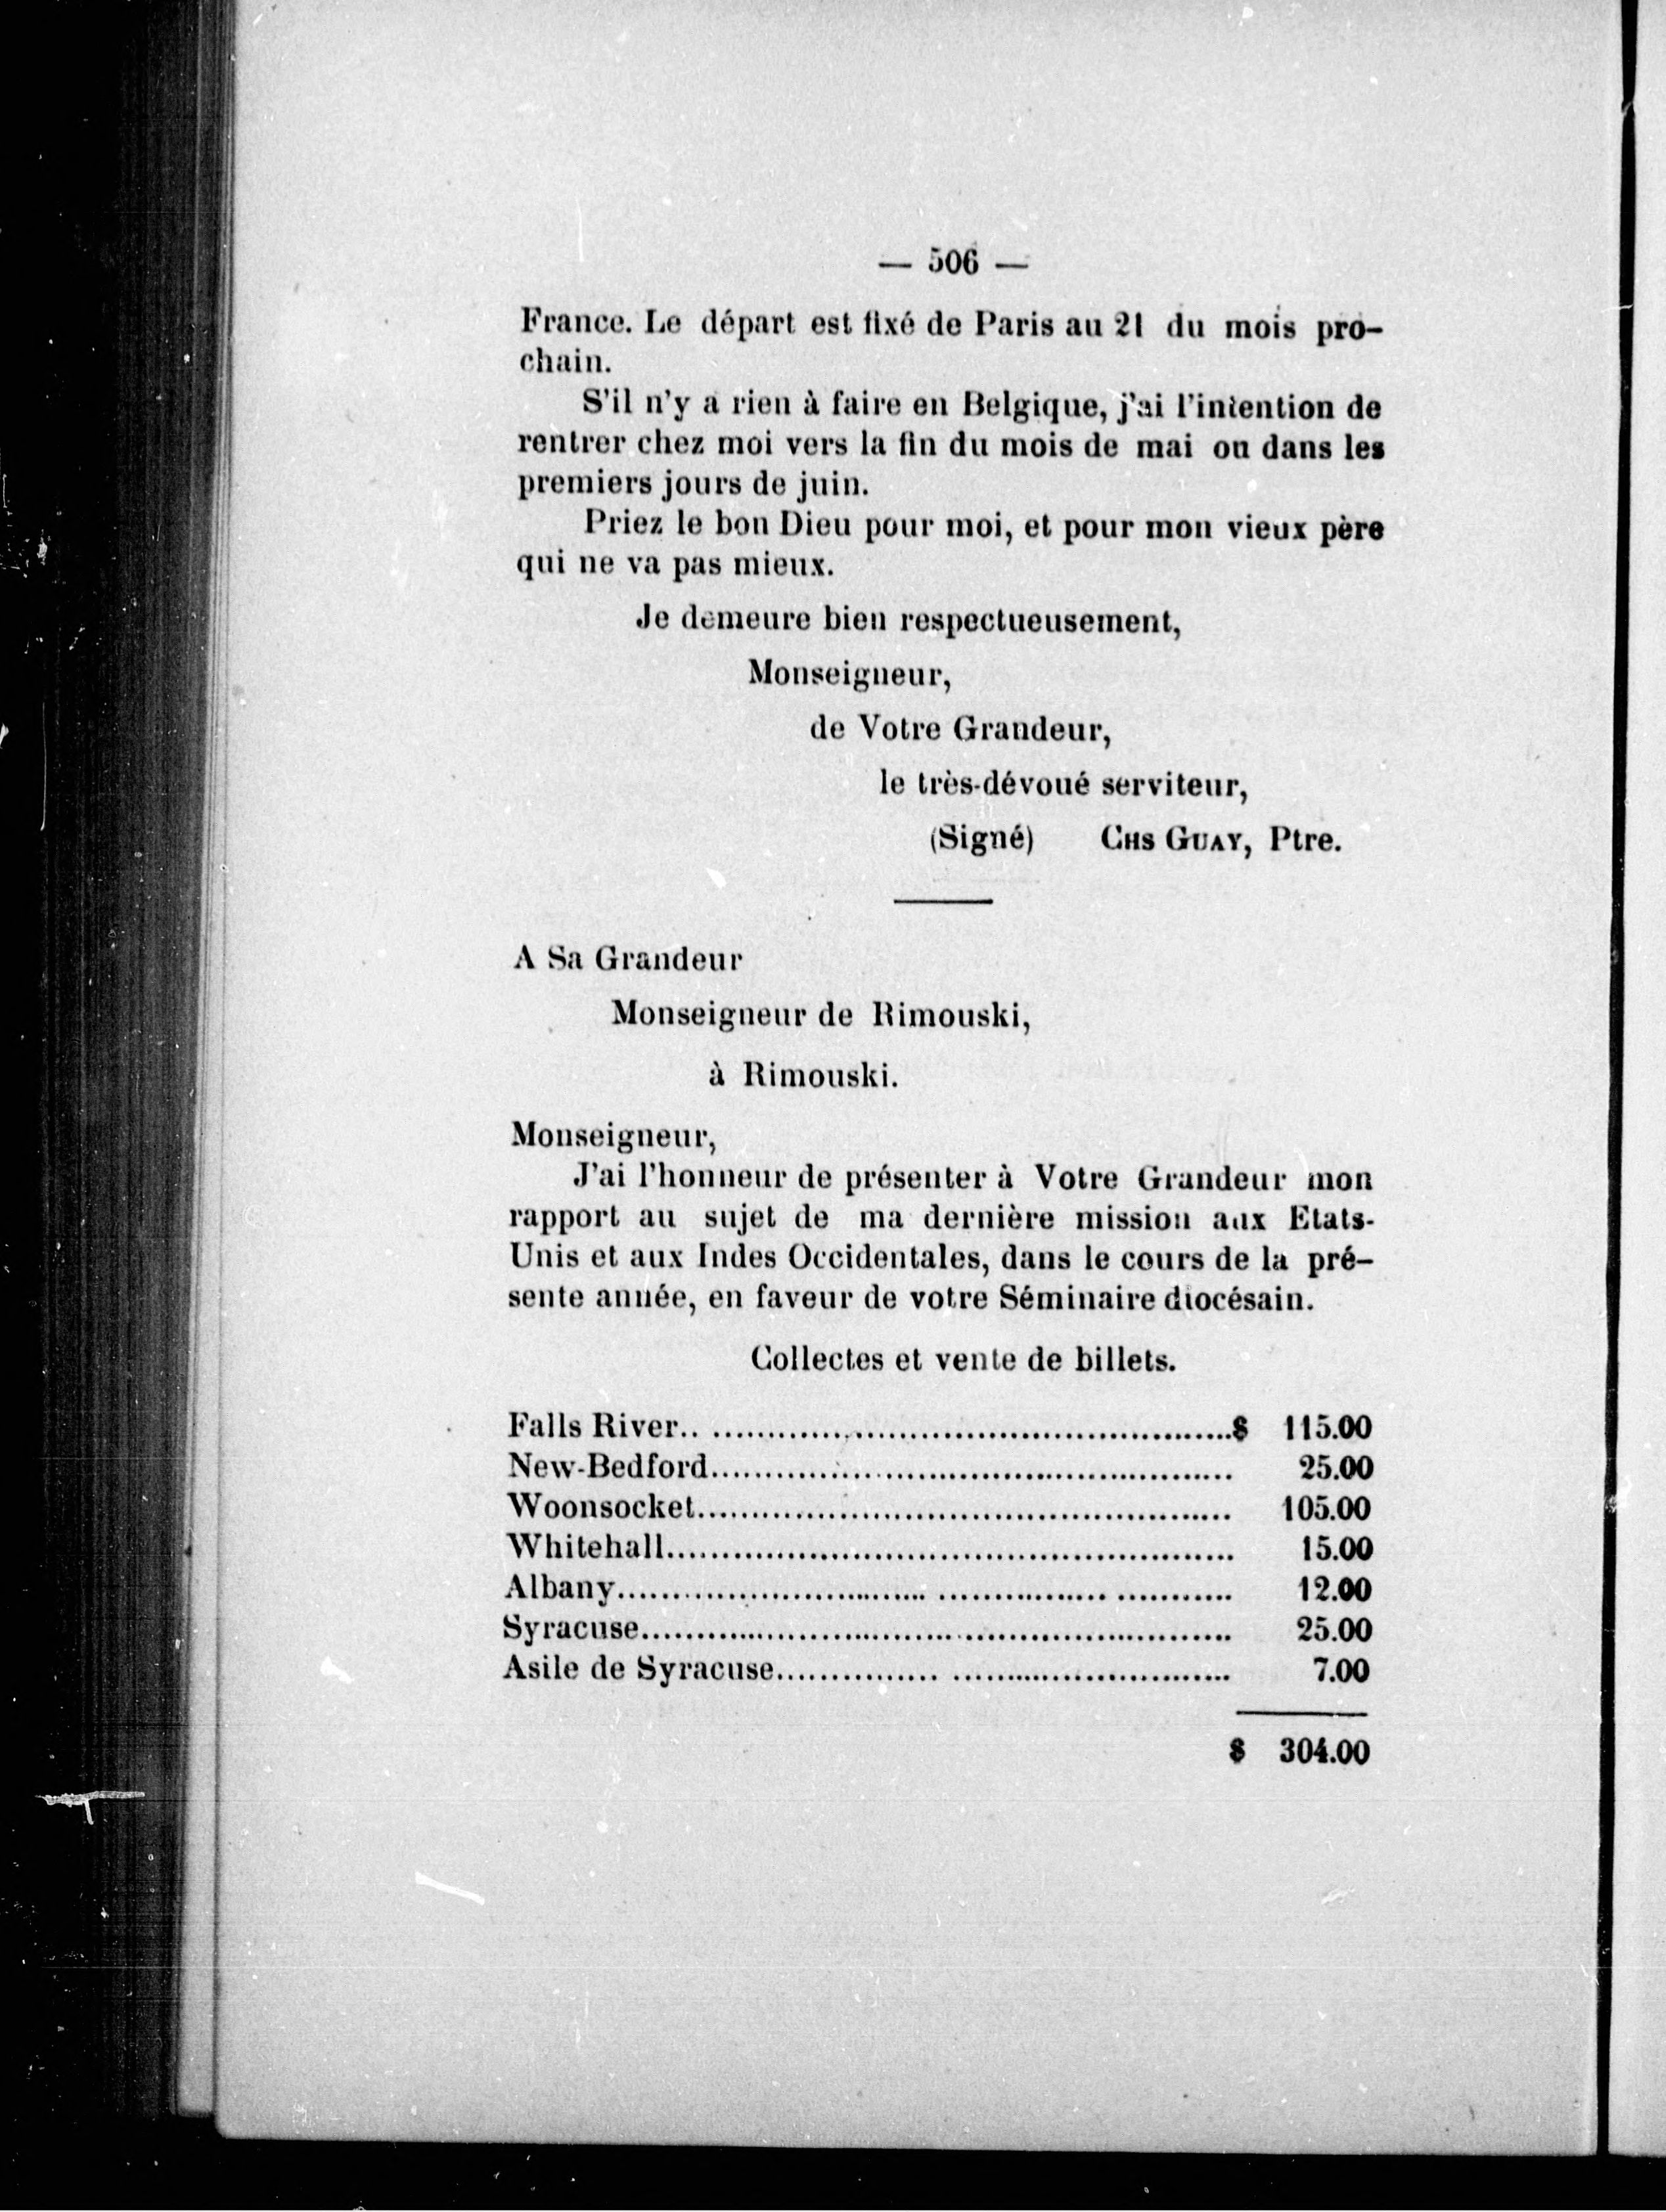 — 506 —
France. Le départ est fixé de Paris au 21 du mois pro-
chain.
S'il n'y a rien à faire en Belgique, j'ai l'intention de
rentrer chez moi vers la fin du mois de mai ou dans les
premiers jours de juin.
Priez le bon Dieu pour moi, et pour mon vieux père
qui ne va pas mieux.
Je demeure bien respectueusement,
Monseigneur,
de Votre Grandeur,
le très-dévoué serviteur,
(Signé) CHS GUAY, Ptre.
A Sa Grandeur
Monseigneur de Rimouski,
à Rimouski.
Monseigneur,
J'ai l'honneur de présenter à Votre Grandeur mon
rapport au sujet de ma dernière mission aux Etats-
Unis et aux Indes Occidentales, dans le cours de la pré-
sente année, en faveur de votre Séminaire diocésain.
Collectes et vente de billets.
Falls River.. ..........................................................$ 115.00
New-Bedford.......................................................... 25.00
Woonsocket.......................................................... 105.00
Whitehall............................................................. 15.00
Albany.................................. .................. ............ 12.00
Syracuse............................................................... 25.00
Asile de Syracuse................. .............................. 7.00
$ 304.00